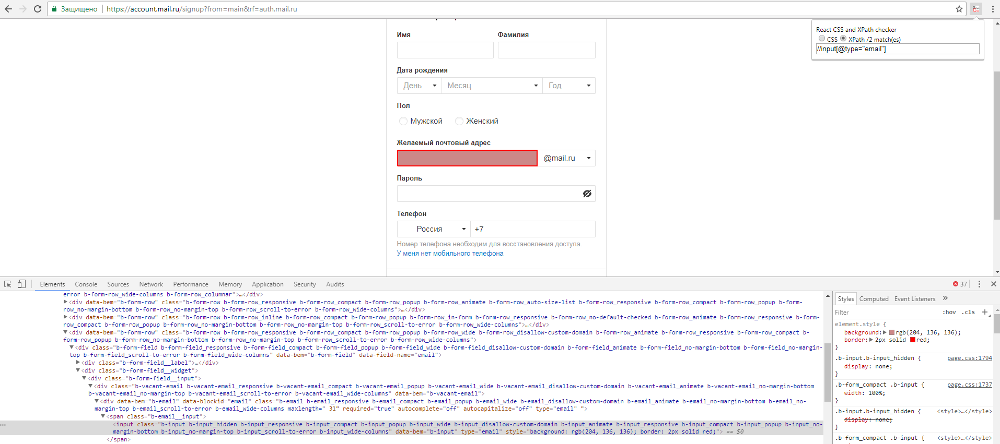 Защищено | https://account.mail.ru/signup?from=main&rf=auth.mail.ru
React CSS and XPath checker
CSS XPath /2 match(es)
//input[@type="email"]
Имя Фамилия
Дата рождения
День Месяц Год
Пол
Мужской Женский
Желаемый почтовый адрес
@mail.ru
Пароль
Телефон
Россия +7
Номер телефона необходим для восстановления доступа.
У меня нет мобильного телефона
Elements Console Sources Network Performance Memory Application Security Audits 37
error b-form-row_wide-columns b-form-row_columnar">…</div>
<div data-bem="b-form-row" class="b-form-row b-form-row_responsive b-form-row_compact b-form-row_popup b-form-row_animate b-form-row_auto-size-list b-form-row_responsive b-form-row_compact b-form-row_popup b-form-
row_no-margin-bottom b-form-row_no-margin-top b-form-row_scroll-to-error b-form-row_wide-columns">…</div>
<div data-bem="b-form-row" class="b-form-row b-form-row_inline b-form-row_compact b-form-row_popup b-form-row_in-form b-form-row_responsive b-form-row_no-default-checked b-form-row_animate b-form-row_responsive b-form-
row_compact b-form-row_popup b-form-row_no-margin-bottom b-form-row_no-margin-top b-form-row_scroll-to-error b-form-row_wide-columns">…</div>
<div data-bem="b-form-row" class="b-form-row b-form-row_responsive b-form-row_compact b-form-row_popup b-form-row_wide b-form-row_disallow-custom-domain b-form-row_animate b-form-row_responsive b-form-row_compact b-
form-row_popup b-form-row_no-margin-bottom b-form-row_no-margin-top b-form-row_scroll-to-error b-form-row_wide-columns">
<div class="b-form-field b-form-field_responsive b-form-field_compact b-form-field_popup b-form-field_wide b-form-field_disallow-custom-domain b-form-field_animate b-form-field_no-margin-bottom b-form-field_no-margin-
top b-form-field_scroll-to-error b-form-field_wide-columns" data-bem="b-form-field" data-field-name="email">
<div class="b-form-field__label">…</div>
<div class="b-form-field__widget">
<div class="b-form-field__input">
<div class="b-vacant-email b-vacant-email_responsive b-vacant-email_compact b-vacant-email_popup b-vacant-email_wide b-vacant-email_disallow-custom-domain b-vacant-email_animate b-vacant-email_no-margin-bottom
b-vacant-email_no-margin-top b-vacant-email_scroll-to-error b-vacant-email_wide-columns" data-bem="b-vacant-email">
<div data-bem="b-email" data-blockid="email" class="b-email b-email_responsive b-email_compact b-email_popup b-email_wide b-email_disallow-custom-domain b-email_animate b-email_no-margin-bottom b-email_no-
margin-top b-email_scroll-to-error b-email_wide-columns maxlength=" 31" required="true" autocomplete="off" autocapitalize="off" type="email" ">
<span class="b-email__input">
<input class="b-input b-input_hidden b-input_responsive b-input_compact b-input_popup b-input_wide b-input_disallow-custom-domain b-input_animate b-input_responsive b-input_compact b-input_popup b-input_no-
margin-bottom b-input_no-margin-top b-input_scroll-to-error b-input_wide-columns" data-bem="b-input" type="email" style="background: rgb(204, 136, 136); border: 2px solid red;"> == $0
</span>
Styles Computed Event Listeners »
Filter :hov .cls +
element.style {
background: rgb(204, 136, 136);
border: 2px solid red;
}
.b-input.b-input_hidden { page.css:1794
display: none;
}
.b-form_compact .b-input { page.css:1737
width: 100%;
}
.b-input.b-input_hidden { <style>…</style>
display: none;
}
.b-form_compact .b-input { <style>…</style>